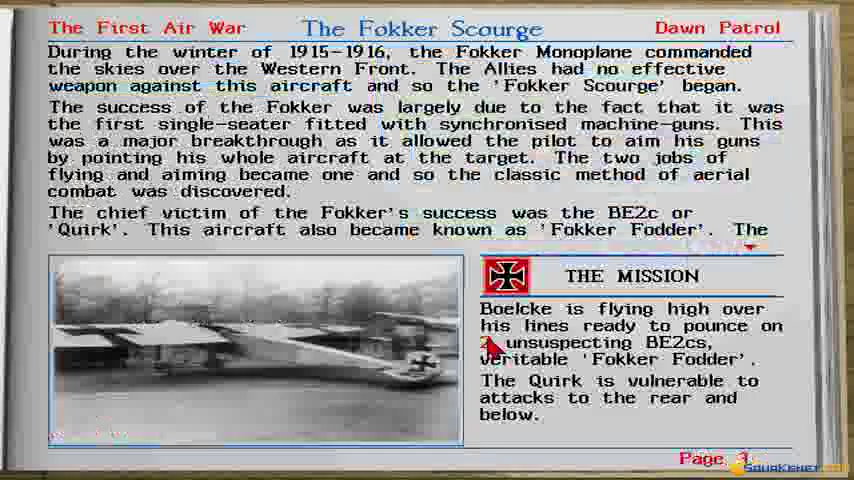 The First Air War The Fokker Scourge Dawn Patrol
During the winter of 1915-1916, the Fokker Monoplane commanded
the skies over the Western Front. The Allies had no effective
weapon against this aircraft and so the 'Fokker Scourge' began.
The success of the Fokker was largely due to the fact that it was
the first single-seater fitted with synchronised machine-guns. This
was a major breakthrough as it allowed the pilot to aim his guns
by pointing his whole aircraft at the target. The two jobs of
flying and aiming became one and so the classic method of aerial
combat was discovered.
The chief victim of the Fokker's success was the BE2c or
'Quirk'. This aircraft also became known as 'Fokker Fodder'. The
THE MISSION
Boelcke is flying high over
his lines ready to pounce on
2 unsuspecting BE2cs,
veritable 'Fokker Fodder'.
The Quirk is vulnerable to
attacks to the rear and
below.
Page 1